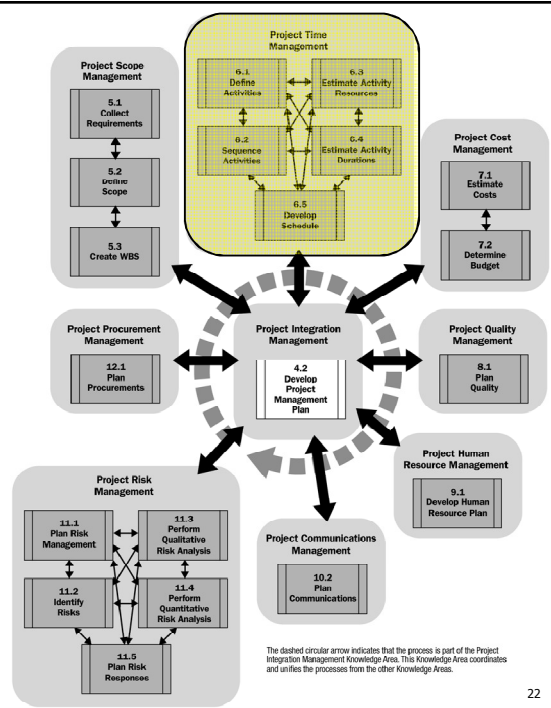 Project Time
Management
6.1
Define
Activities
6.3
Estimate Activity
Resources
6.2
Sequence
Activities
6.4
Estimate Activity
Durations
6.5
Develop
Schedule
Project Scope
Management
5.1
Collect
Requirements
5.2
Define
Scope
5.3
Create WBS
Project Cost
Management
7.1
Estimate
Costs
7.2
Determine
Budget
Project Procurement
Management
12.1
Plan
Procurements
Project Integration
Management
4.2
Develop
Project
Management
Plan
Project Quality
Management
8.1
Plan
Quality
Project Human
Resource Management
9.1
Develop Human
Resource Plan
Project Risk
Management
11.1
Plan Risk
Management
11.3
Perform
Qualitative
Risk Analysis
11.2
Identify
Risks
11.4
Perform
Quantitative
Risk Analysis
11.5
Plan Risk
Responses
Project Communications
Management
10.2
Plan
Communications
The dashed circular arrow indicates that the process is part of the Project
Integration Management Knowledge Area. This Knowledge Area coordinates
and unifies the processes from the other Knowledge Areas.
22